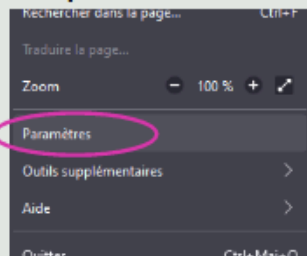 Rechercher dans la page... Ctrl+F
Traduire la page...
Zoom − 100 % +
Paramètres
Outils supplémentaires >
Aide >
Quitter Ctrl+Maj+Q